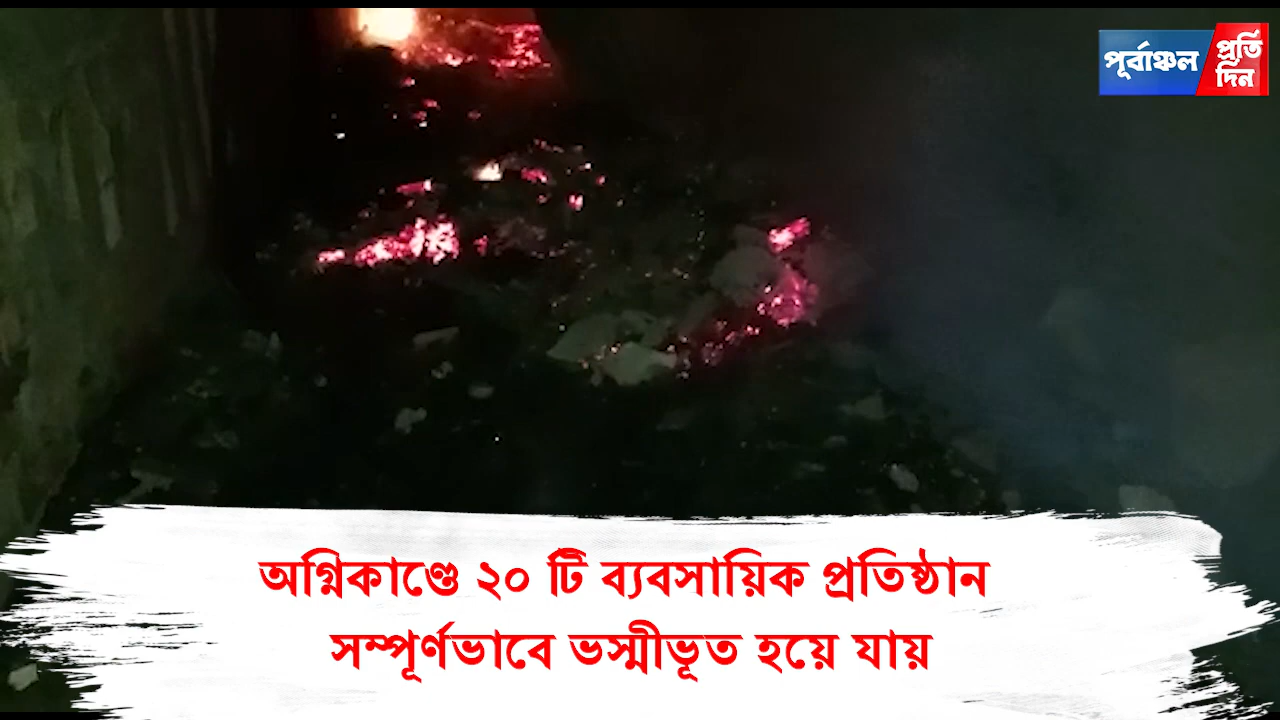 পূর্বাঞ্চল প্রতি দিন
অগ্নিকাণ্ডে ২০ টি ব্যবসায়িক প্রতিষ্ঠান
সম্পূর্ণভাবে ভস্মীভূত হয়ে যায়